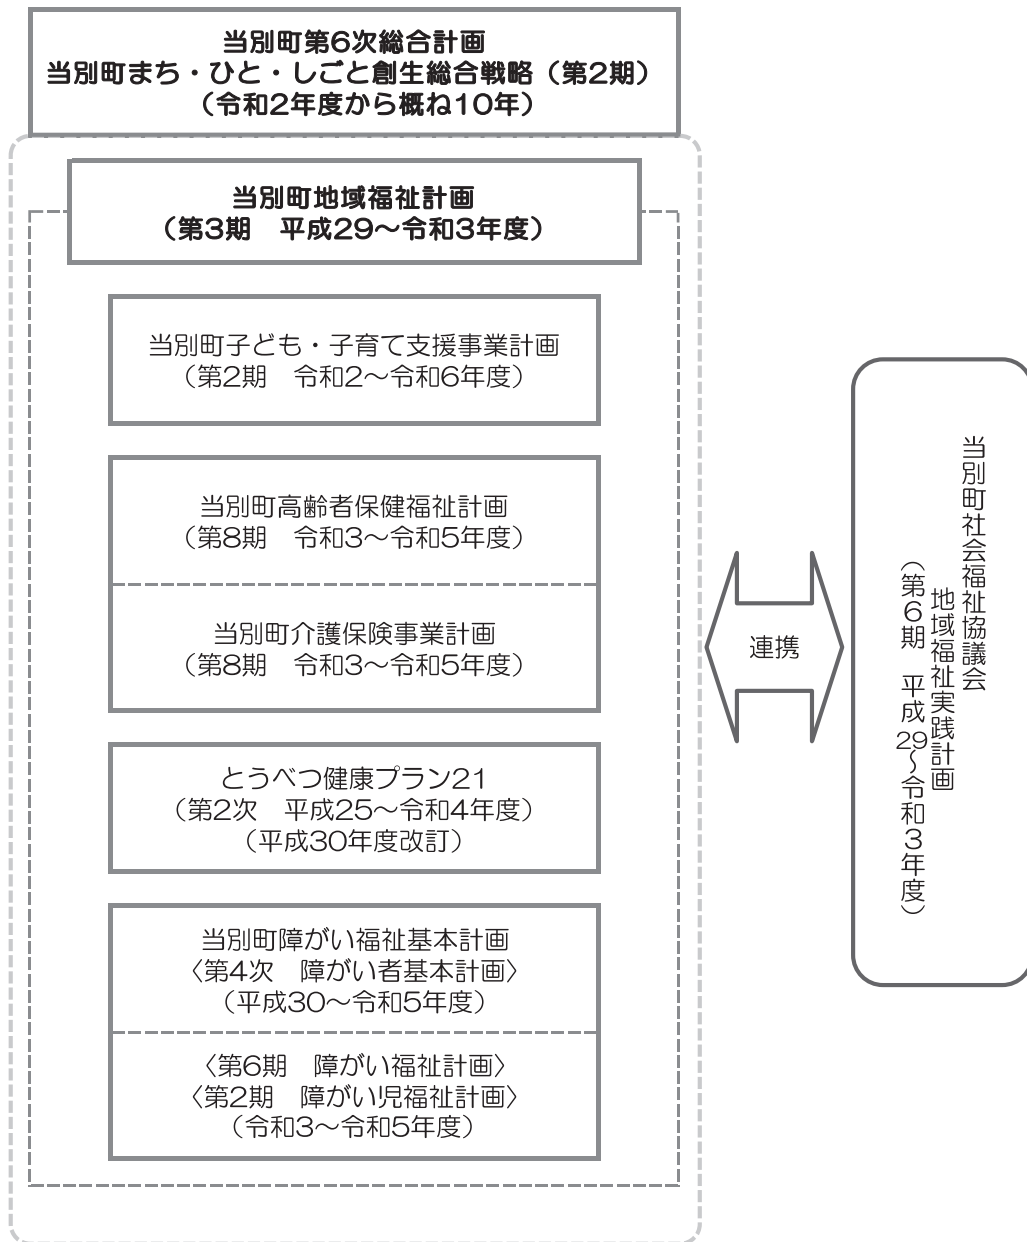 当別町第6次総合計画
当別町まち・ひと・しごと創生総合戦略（第2期）
（令和2年度から概ね10年）
当別町地域福祉計画
（第3期　平成29～令和3年度）
当別町子ども・子育て支援事業計画
（第2期　令和2～令和6年度）
当別町高齢者保健福祉計画
（第8期　令和3～令和5年度）
当別町介護保険事業計画
（第8期　令和3～令和5年度）
とうべつ健康プラン21
（第2次　平成25～令和4年度）
（平成30年度改訂）
当別町障がい福祉基本計画
〈第4次　障がい者基本計画〉
（平成30～令和5年度）
〈第6期　障がい福祉計画〉
〈第2期　障がい児福祉計画〉
（令和3～令和5年度）
連携
当別町社会福祉協議会
地域福祉実践計画
（第6期　平成29～令和3年度）